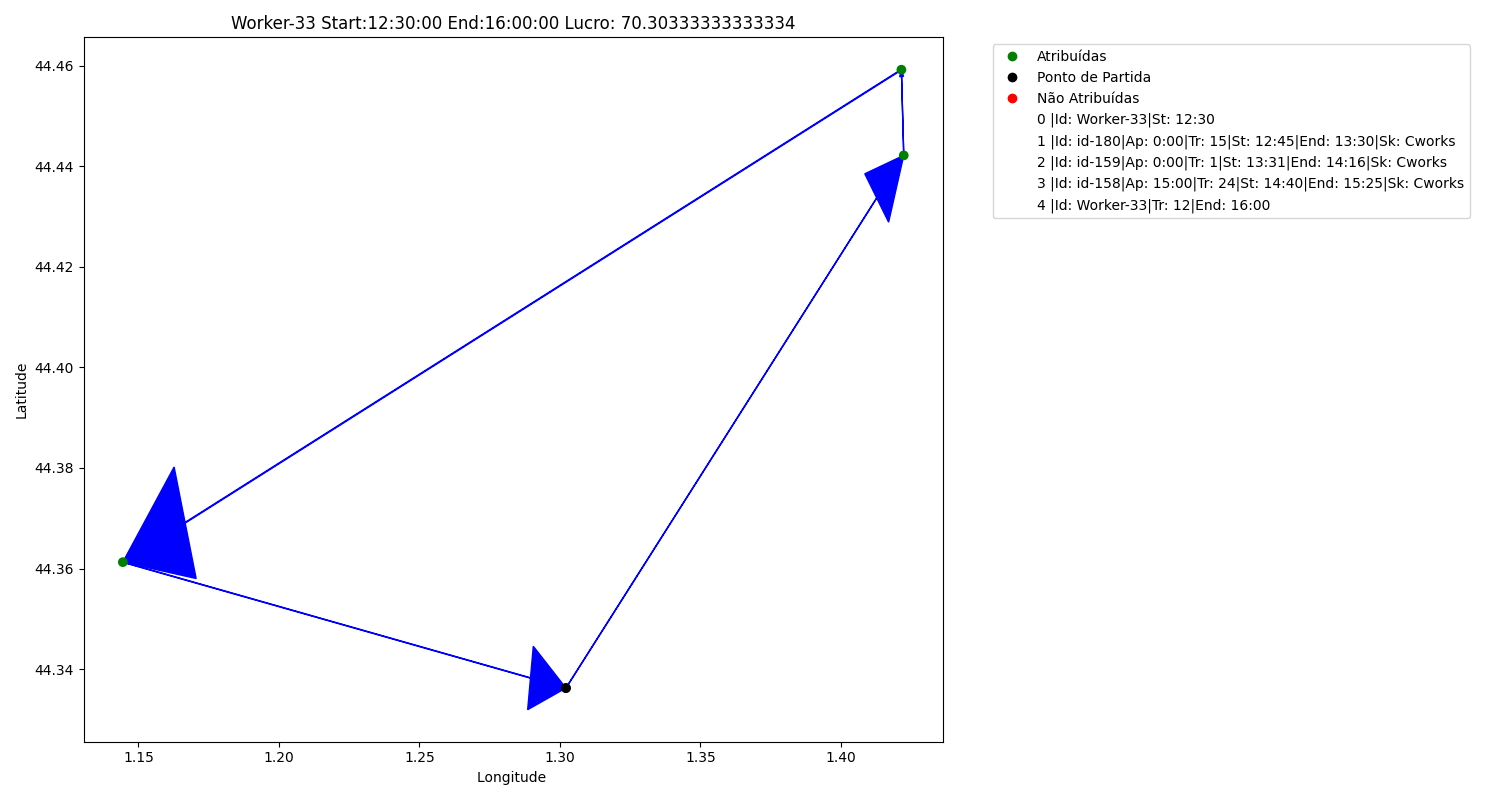 Worker-33 Start:12:30:00 End:16:00:00 Lucro: 70.30333333333334
44.46
44.44
44.42
44.40
44.38
44.36
44.34
Latitude
1.15
1.20
1.25
1.30
1.35
1.40
Longitude
Atribuídas
Ponto de Partida
Não Atribuídas
0 |Id: Worker-33|St: 12:30
1 |Id: id-180|Ap: 0:00|Tr: 15|St: 12:45|End: 13:30|Sk: Cworks
2 |Id: id-159|Ap: 0:00|Tr: 1|St: 13:31|End: 14:16|Sk: Cworks
3 |Id: id-158|Ap: 15:00|Tr: 24|St: 14:40|End: 15:25|Sk: Cworks
4 |Id: Worker-33|Tr: 12|End: 16:00